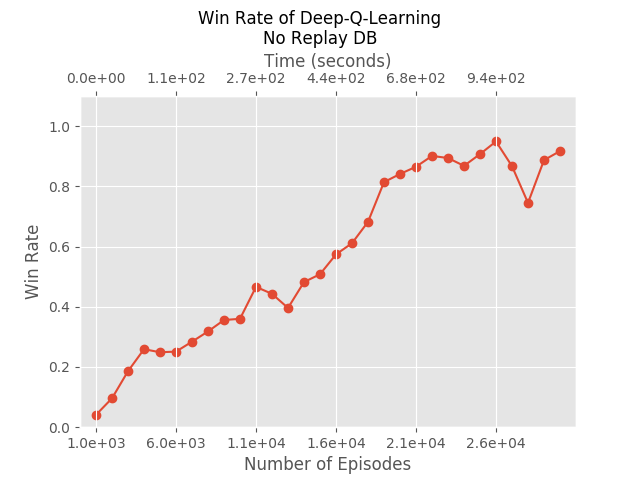 Win Rate of Deep-Q-Learning
No Replay DB
Time (seconds)
0.0e+00 1.1e+02 2.7e+02 4.4e+02 6.8e+02 9.4e+02
1.0
0.8
0.6
0.4
0.2
0.0
Win Rate
1.0e+03 6.0e+03 1.1e+04 1.6e+04 2.1e+04 2.6e+04
Number of Episodes